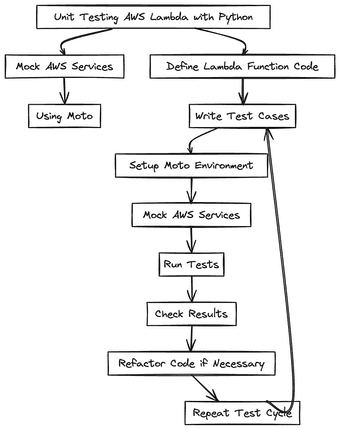 Unit Testing AWS Lambda with Python
Mock AWS Services
Define Lambda Function Code
Using Moto
Write Test Cases
Setup Moto Environment
Mock AWS Services
Run Tests
Check Results
Refactor Code if Necessary
Repeat Test Cycle